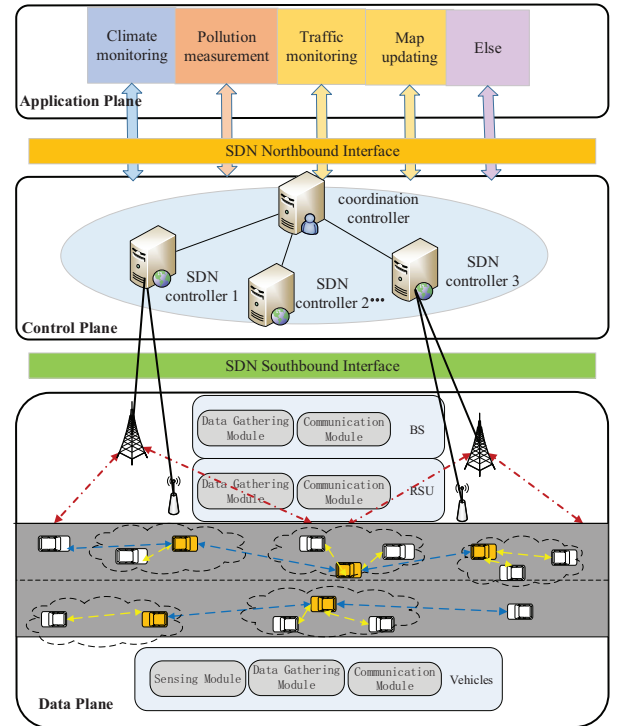 Climate
monitoring
Pollution
measurement
Traffic
monitoring
Map
updating
Else
Application Plane
SDN Northbound Interface
coordination
controller
SDN
controller 1
SDN
controller 2•••
SDN
controller 3
Control Plane
SDN Southbound Interface
Data Gathering
Module
Communication
Module
BS
Data Gathering
Module
Communication
Module
RSU
Sensing Module
Data Gathering
Module
Communication
Module
Vehicles
Data Plane